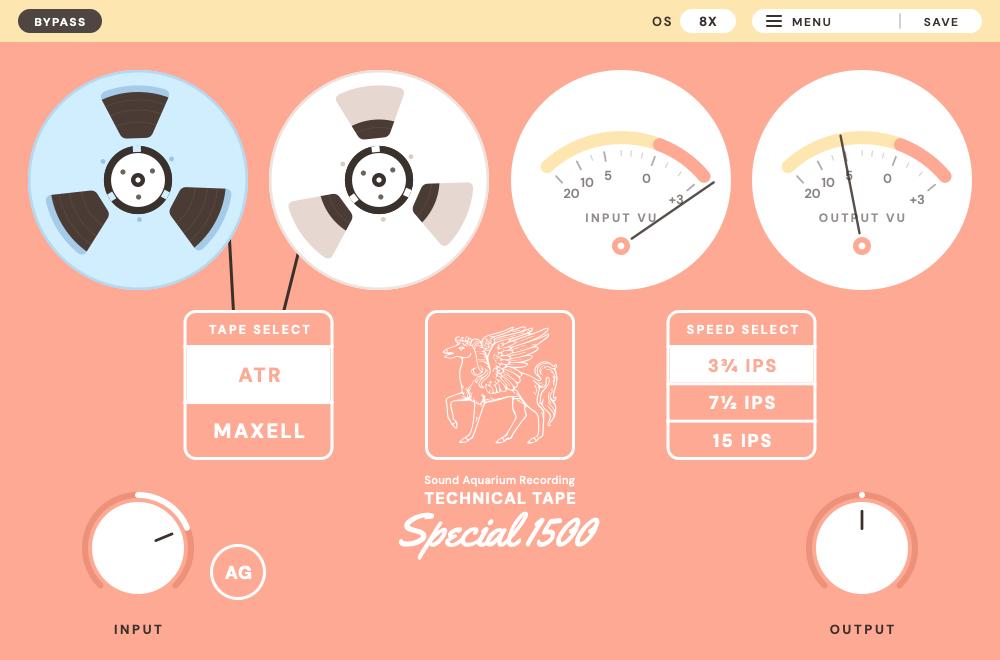 BYPASS
OS 8X
MENU
SAVE
20 10 5 0 +3
INPUT VU
20 10 5 0 +3
OUTPUT VU
TAPE SELECT
ATR
MAXELL
SPEED SELECT
3¾ IPS
7½ IPS
15 IPS
Sound Aquarium Recording
TECHNICAL TAPE
Special 1500
AG
INPUT
OUTPUT